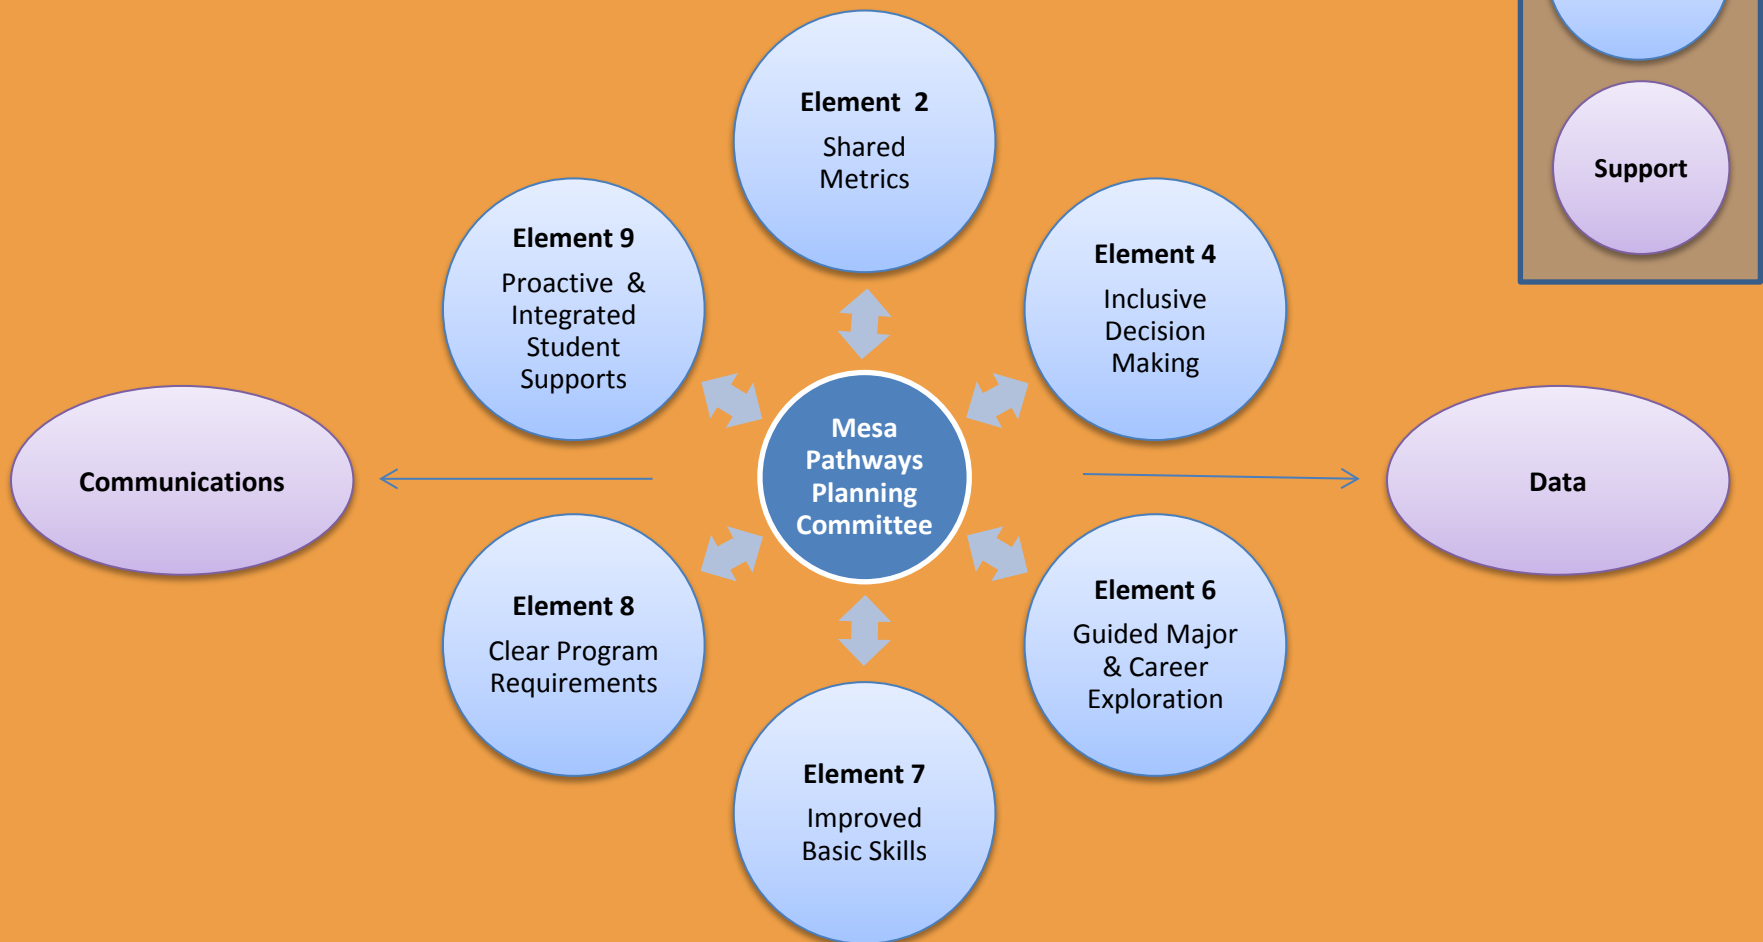 Element 2
Shared
Metrics
Support
Element 9
Proactive & 
Integrated
Student
Supports
Element 4
Inclusive
Decision
Making
Communications
Mesa
Pathways
Planning
Committee
Data
Element 8
Clear Program
Requirements
Element 6
Guided Major
& Career
Exploration
Element 7
Improved
Basic Skills